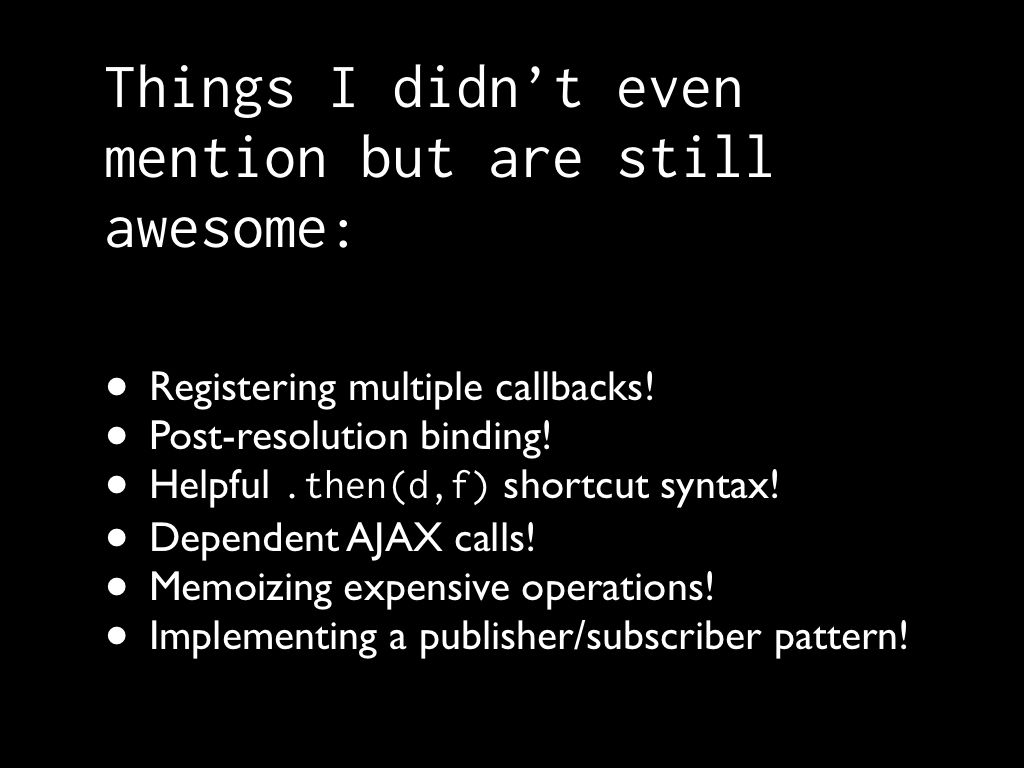 Things I didn’t even
mention but are still
awesome:
• Registering multiple callbacks!
• Post-resolution binding!
• Helpful .then(d,f) shortcut syntax!
• Dependent AJAX calls!
• Memoizing expensive operations!
• Implementing a publisher/subscriber pattern!